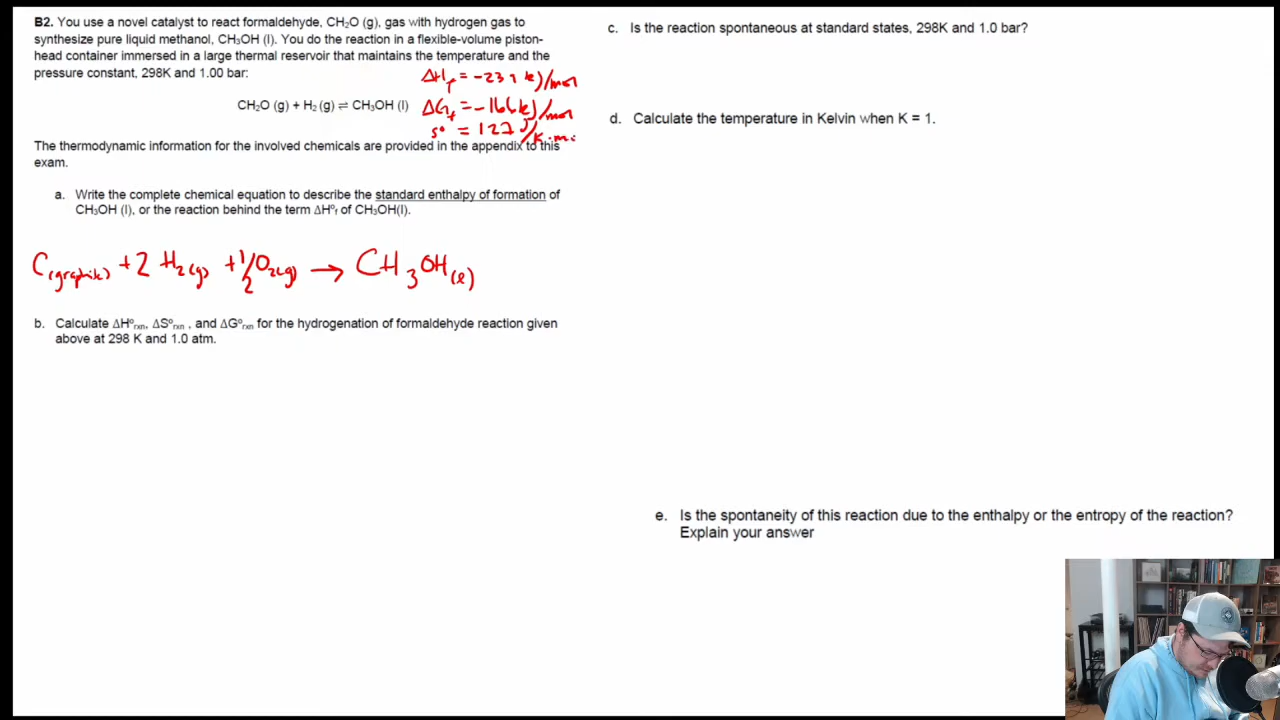 B2. You use a novel catalyst to react formaldehyde, CH₂O (g), gas with hydrogen gas to
synthesize pure liquid methanol, CH₃OH (l). You do the reaction in a flexible-volume piston-
head container immersed in a large thermal reservoir that maintains the temperature and the
pressure constant, 298K and 1.00 bar:
ΔHf = -239 kJ/mol
CH₂O (g) + H₂ (g) ⇌ CH₃OH (l)
ΔGf = -166 kJ/mol
S° = 127 J/K·m
The thermodynamic information for the involved chemicals are provided in the appendix to this
exam.
a. Write the complete chemical equation to describe the standard enthalpy of formation of
CH₃OH (l), or the reaction behind the term ΔH°f of CH₃OH(l).
C(graphite) + 2 H₂(g) + 1/2 O₂(g) → CH₃OH(l)
b. Calculate ΔH°rxn, ΔS°rxn , and ΔG°rxn for the hydrogenation of formaldehyde reaction given
above at 298 K and 1.0 atm.
c. Is the reaction spontaneous at standard states, 298K and 1.0 bar?
d. Calculate the temperature in Kelvin when K = 1.
e. Is the spontaneity of this reaction due to the enthalpy or the entropy of the reaction?
Explain your answer